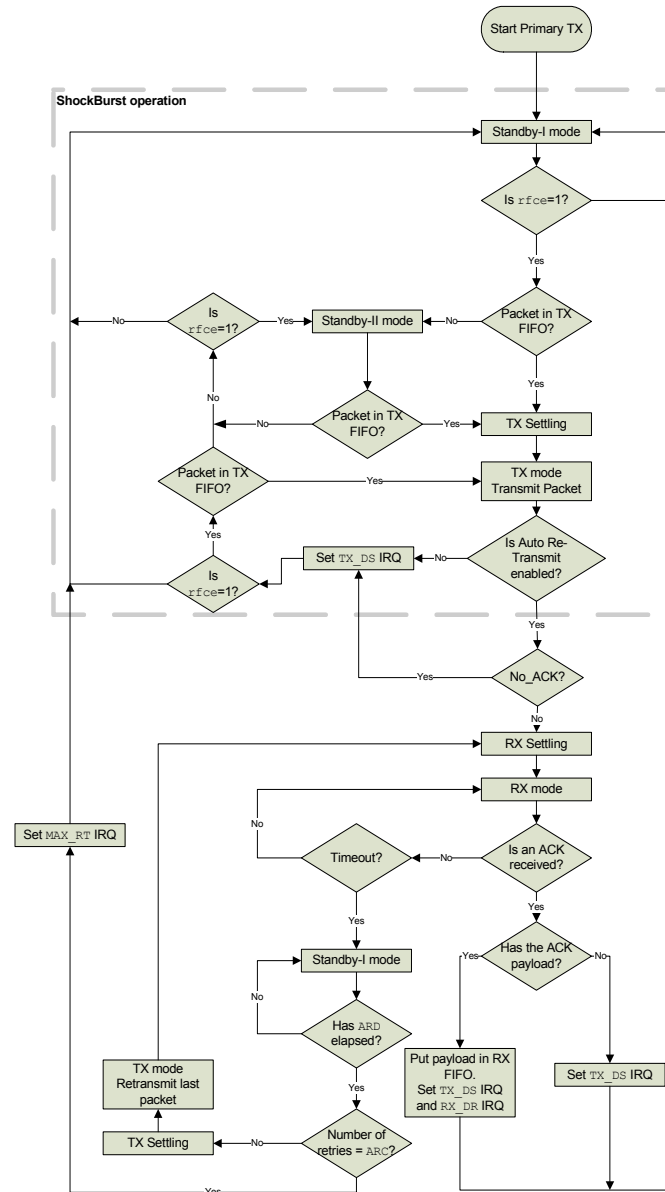 Start Primary TX
ShockBurst operation
Standby-I mode
Is rfce=1?
Yes
Is
rfce=1?
No
Yes
Standby-II mode
No
Packet in TX
FIFO?
Yes
No
Packet in TX
FIFO?
No
Yes
TX Settling
Packet in TX
FIFO?
Yes
TX mode
Transmit Packet
Yes
Is
rfce=1?
Set TX_DS IRQ
No
Is Auto Re-
Transmit
enabled?
Yes
No_ACK?
Yes
No
RX Settling
RX mode
No
Set MAX_RT IRQ
Timeout?
No
Is an ACK
received?
Yes
Yes
Standby-I mode
Yes
Has the ACK
payload?
No
No
Has ARD
elapsed?
Yes
Put payload in RX
FIFO.
Set TX_DS IRQ
and RX_DR IRQ
Set TX_DS IRQ
TX mode
Retransmit last
packet
TX Settling
No
Number of
retries = ARC?
Yes